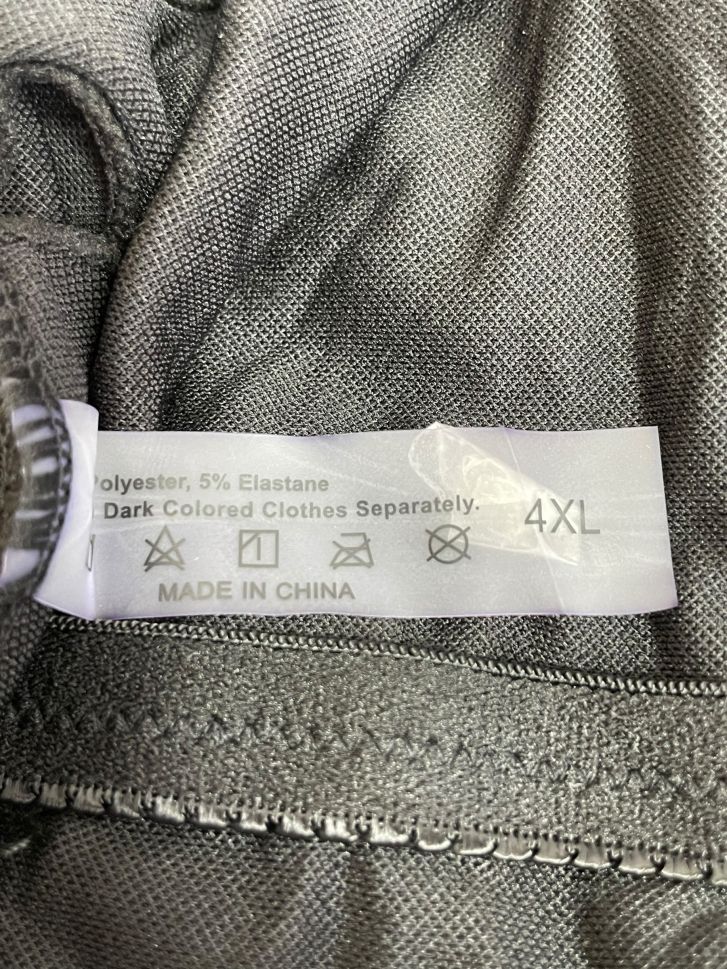 Polyester, 5% Elastane
Dark Colored Clothes Separately.
4XL
MADE IN CHINA